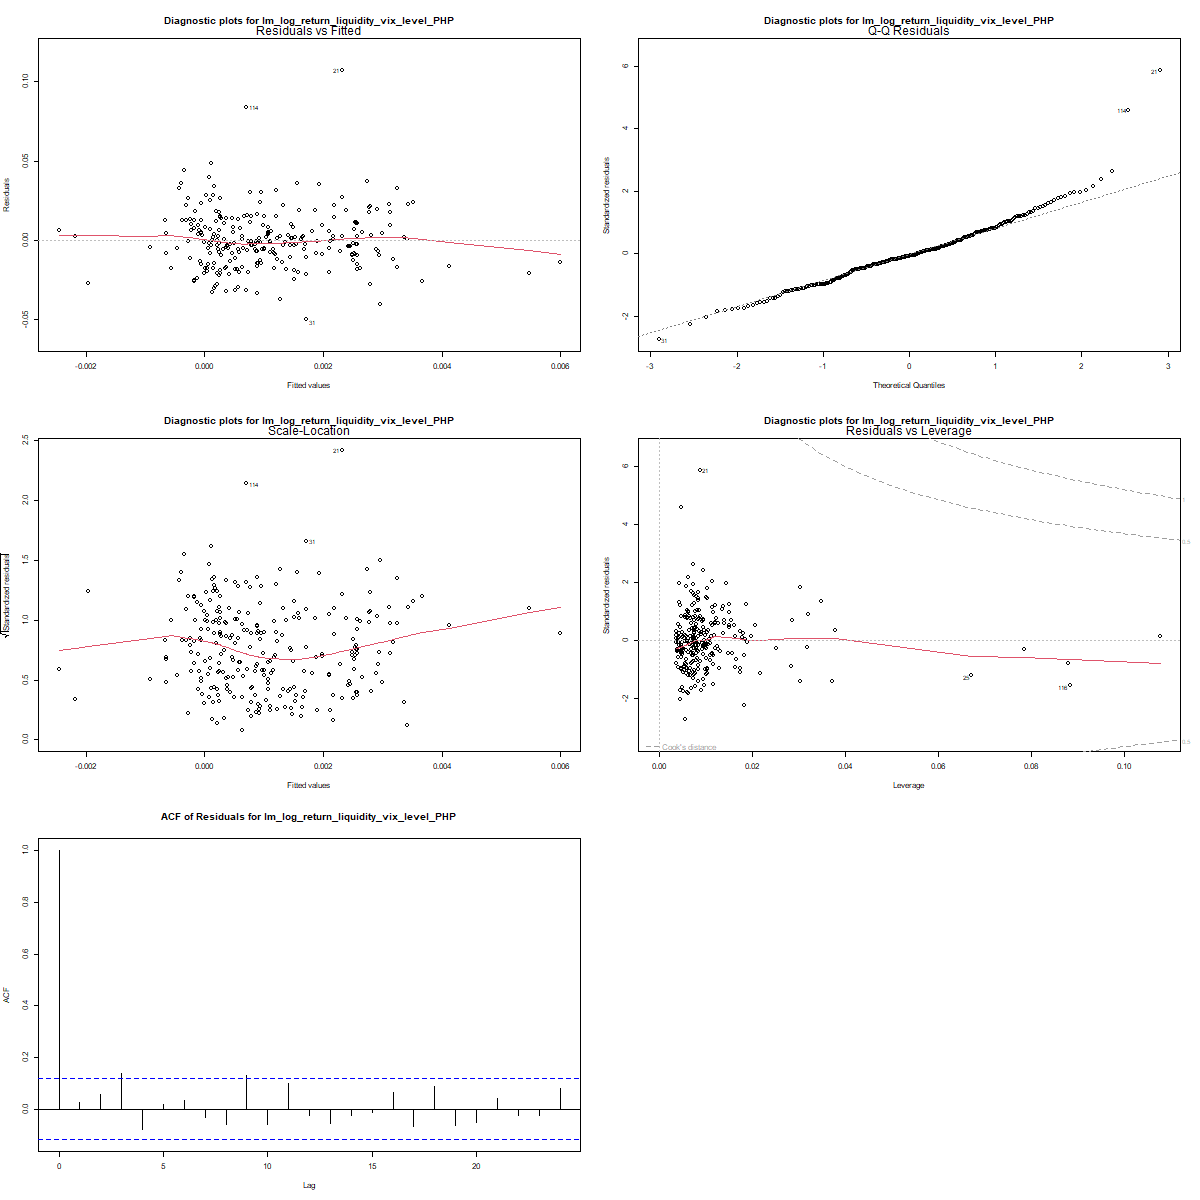 Diagnostic plots for lm_log_return_liquidity_vix_level_PHP
Residuals vs Fitted
Residuals
0.10
0.05
0.00
-0.05
21
114
31
-0.002 0.000 0.002 0.004 0.006
Fitted values
Diagnostic plots for lm_log_return_liquidity_vix_level_PHP
Q-Q Residuals
Standardized residuals
6
4
2
0
-2
21
114
31
-3 -2 -1 0 1 2 3
Theoretical Quantiles
Diagnostic plots for lm_log_return_liquidity_vix_level_PHP
Scale-Location
√|Standardized residuals|
2.5
2.0
1.5
1.0
0.5
0.0
21
114
31
-0.002 0.000 0.002 0.004 0.006
Fitted values
Diagnostic plots for lm_log_return_liquidity_vix_level_PHP
Residuals vs Leverage
Standardized residuals
6
4
2
0
-2
21
1
0.5
25
116
0.5
Cook's distance
0.00 0.02 0.04 0.06 0.08 0.10
Leverage
ACF of Residuals for lm_log_return_liquidity_vix_level_PHP
ACF
1.0
0.8
0.6
0.4
0.2
0.0
0 5 10 15 20
Lag